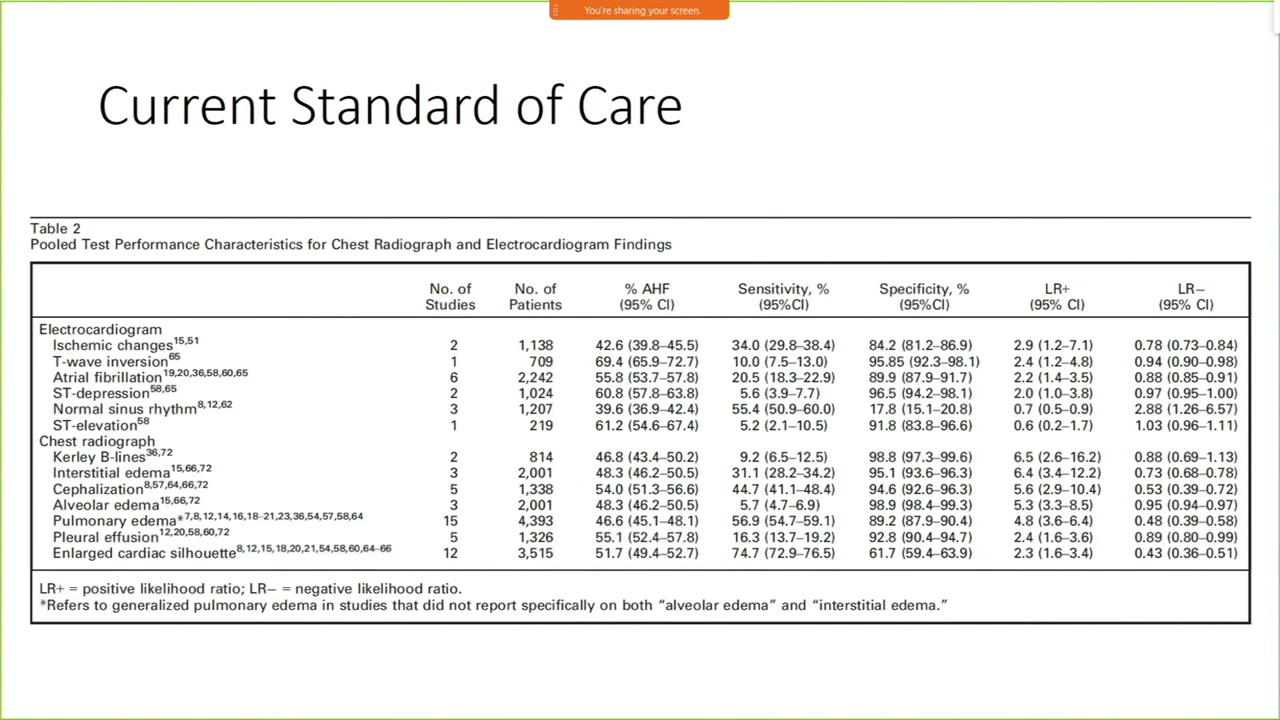 You're sharing your screen.
Current Standard of Care
Table 2
Pooled Test Performance Characteristics for Chest Radiograph and Electrocardiogram Findings
No. of Studies No. of Patients % AHF (95% CI) Sensitivity, % (95%CI) Specificity, % (95%CI) LR+ (95% CI) LR− (95% CI)
Electrocardiogram
Ischemic changes15,51 2 1,138 42.6 (39.8–45.5) 34.0 (29.8–38.4) 84.2 (81.2–86.9) 2.9 (1.2–7.1) 0.78 (0.73–0.84)
T-wave inversion65 1 709 69.4 (65.9–72.7) 10.0 (7.5–13.0) 95.85 (92.3–98.1) 2.4 (1.2–4.8) 0.94 (0.90–0.98)
Atrial fibrillation19,20,36,58,60,65 6 2,242 55.8 (53.7–57.8) 20.5 (18.3–22.9) 89.9 (87.9–91.7) 2.2 (1.4–3.5) 0.88 (0.85–0.91)
ST-depression58,65 2 1,024 60.8 (57.8–63.8) 5.6 (3.9–7.7) 96.5 (94.2–98.1) 2.0 (1.0–3.8) 0.97 (0.95–1.00)
Normal sinus rhythm8,12,62 3 1,207 39.6 (36.9–42.4) 55.4 (50.9–60.0) 17.8 (15.1–20.8) 0.7 (0.5–0.9) 2.88 (1.26–6.57)
ST-elevation58 1 219 61.2 (54.6–67.4) 5.2 (2.1–10.5) 91.8 (83.8–96.6) 0.6 (0.2–1.7) 1.03 (0.96–1.11)
Chest radiograph
Kerley B-lines36,72 2 814 46.8 (43.4–50.2) 9.2 (6.5–12.5) 98.8 (97.3–99.6) 6.5 (2.6–16.2) 0.88 (0.69–1.13)
Interstitial edema15,66,72 3 2,001 48.3 (46.2–50.5) 31.1 (28.2–34.2) 95.1 (93.6–96.3) 6.4 (3.4–12.2) 0.73 (0.68–0.78)
Cephalization8,57,64,66,72 5 1,338 54.0 (51.3–56.6) 44.7 (41.1–48.4) 94.6 (92.6–96.3) 5.6 (2.9–10.4) 0.53 (0.39–0.72)
Alveolar edema15,66,72 3 2,001 48.3 (46.2–50.5) 5.7 (4.7–6.9) 98.9 (98.4–99.3) 5.3 (3.3–8.5) 0.95 (0.94–0.97)
Pulmonary edema*7,8,12,14,16,18–21,23,36,54,57,58,64 15 4,393 46.6 (45.1–48.1) 56.9 (54.7–59.1) 89.2 (87.9–90.4) 4.8 (3.6–6.4) 0.48 (0.39–0.58)
Pleural effusion12,20,58,60,72 5 1,326 55.1 (52.4–57.8) 16.3 (13.7–19.2) 92.8 (90.4–94.7) 2.4 (1.6–3.6) 0.89 (0.80–0.99)
Enlarged cardiac silhouette8,12,15,18,20,21,54,58,60,64–66 12 3,515 51.7 (49.4–52.7) 74.7 (72.9–76.5) 61.7 (59.4–63.9) 2.3 (1.6–3.4) 0.43 (0.36–0.51)
LR+ = positive likelihood ratio; LR− = negative likelihood ratio.
*Refers to generalized pulmonary edema in studies that did not report specifically on both “alveolar edema” and “interstitial edema.”